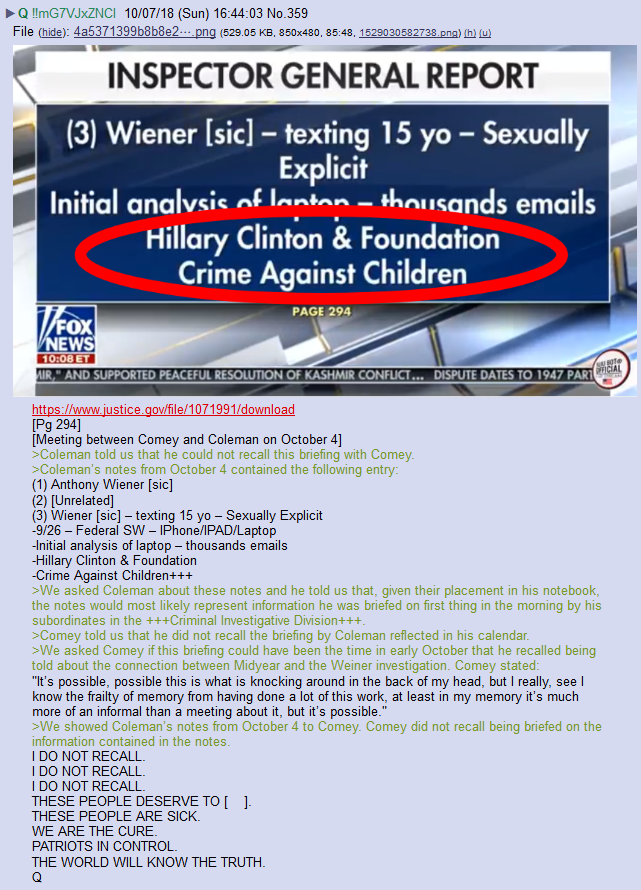 ▶Q !!mG7VJxZNCI 10/07/18 (Sun) 16:44:03 No.359
File (hide): 4a5371399b8b8e2⋯.png (529.05 KB, 850x480, 85:48, 1529030582738.png) (h) (u)
INSPECTOR GENERAL REPORT
(3) Wiener [sic] – texting 15 yo – Sexually
Explicit
Initial analysis of laptop – thousands emails
Hillary Clinton & Foundation
Crime Against Children
PAGE 294
FOX
NEWS
10:08 ET
MIR," AND SUPPORTED PEACEFUL RESOLUTION OF KASHMIR CONFLICT... DISPUTE DATES TO 1947 PART
OFFICIAL
https://www.justice.gov/file/1071991/download
[Pg 294]
[Meeting between Comey and Coleman on October 4]
>Coleman told us that he could not recall this briefing with Comey.
>Coleman's notes from October 4 contained the following entry:
(1) Anthony Wiener [sic]
(2) [Unrelated]
(3) Wiener [sic] – texting 15 yo – Sexually Explicit
-9/26 – Federal SW – IPhone/IPAD/Laptop
-Initial analysis of laptop – thousands emails
-Hillary Clinton & Foundation
-Crime Against Children+++
>We asked Coleman about these notes and he told us that, given their placement in his notebook,
the notes would most likely represent information he was briefed on first thing in the morning by his
subordinates in the +++Criminal Investigative Division+++.
>Comey told us that he did not recall the briefing by Coleman reflected in his calendar.
>We asked Comey if this briefing could have been the time in early October that he recalled being
told about the connection between Midyear and the Weiner investigation. Comey stated:
"It's possible, possible this is what is knocking around in the back of my head, but I really, see I
know the frailty of memory from having done a lot of this work, at least in my memory it's much
more of an informal than a meeting about it, but it's possible."
>We showed Coleman's notes from October 4 to Comey. Comey did not recall being briefed on the
information contained in the notes.
I DO NOT RECALL.
I DO NOT RECALL.
I DO NOT RECALL.
THESE PEOPLE DESERVE TO [ ].
THESE PEOPLE ARE SICK.
WE ARE THE CURE.
PATRIOTS IN CONTROL.
THE WORLD WILL KNOW THE TRUTH.
Q